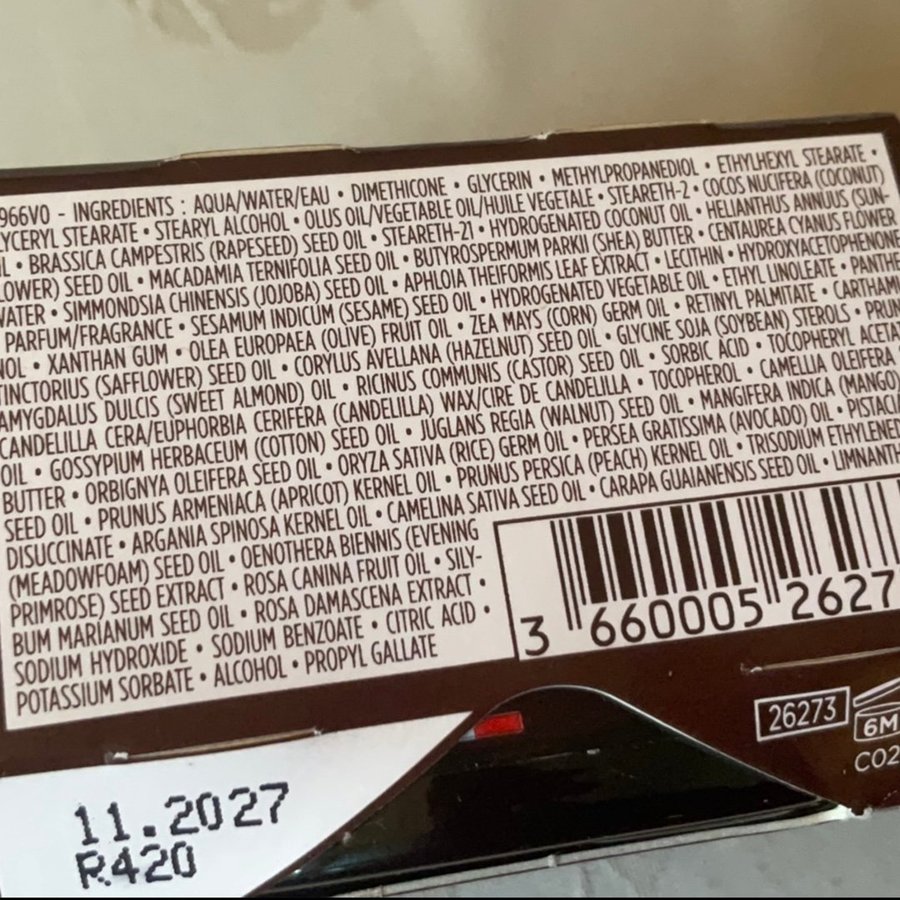 966V0 - INGREDIENTS : AQUA/WATER/EAU • DIMETHICONE • GLYCERIN • METHYLPROPANEDIOL • ETHYLHEXYL STEARATE •
LYCERYL STEARATE • STEARYL ALCOHOL • OLUS OIL/VEGETABLE OIL/HUILE VEGETALE • STEARETH-2 • COCOS NUCIFERA (COCONUT)
IL • BRASSICA CAMPESTRIS (RAPESEED) SEED OIL • STEARETH-21 • HYDROGENATED COCONUT OIL • HELIANTHUS ANNUUS (SUN-
LOWER) SEED OIL • MACADAMIA TERNIFOLIA SEED OIL • BUTYROSPERMUM PARKII (SHEA) BUTTER • CENTAUREA CYANUS FLOWER
WATER • SIMMONDSIA CHINENSIS (JOJOBA) SEED OIL • APHLOIA THEIFORMIS LEAF EXTRACT • LECITHIN • HYDROXYACETOPHENONE
PARFUM/FRAGRANCE • SESAMUM INDICUM (SESAME) SEED OIL • HYDROGENATED VEGETABLE OIL • ETHYL LINOLEATE • PANTHE
NOL • XANTHAN GUM • OLEA EUROPAEA (OLIVE) FRUIT OIL • ZEA MAYS (CORN) GERM OIL • RETINYL PALMITATE • CARTHAM
TINCTORIUS (SAFFLOWER) SEED OIL • CORYLUS AVELLANA (HAZELNUT) SEED OIL • GLYCINE SOJA (SOYBEAN) STEROLS • PRUN
AMYGDALUS DULCIS (SWEET ALMOND) OIL • RICINUS COMMUNIS (CASTOR) SEED OIL • SORBIC ACID • TOCOPHERYL ACETA
CANDELILLA CERA/EUPHORBIA CERIFERA (CANDELILLA) WAX/CIRE DE CANDELILLA • TOCOPHEROL • CAMELLIA OLEIFERA
OIL • GOSSYPIUM HERBACEUM (COTTON) SEED OIL • JUGLANS REGIA (WALNUT) SEED OIL • MANGIFERA INDICA (MANGO)
BUTTER • ORBIGNYA OLEIFERA SEED OIL • ORYZA SATIVA (RICE) GERM OIL • PERSEA GRATISSIMA (AVOCADO) OIL • PISTACIA
SEED OIL • PRUNUS ARMENIACA (APRICOT) KERNEL OIL • PRUNUS PERSICA (PEACH) KERNEL OIL • TRISODIUM ETHYLENED
DISUCCINATE • ARGANIA SPINOSA KERNEL OIL • CAMELINA SATIVA SEED OIL • CARAPA GUAIANENSIS SEED OIL • LIMNANTH
(MEADOWFOAM) SEED OIL • OENOTHERA BIENNIS (EVENING
PRIMROSE) SEED EXTRACT • ROSA CANINA FRUIT OIL • SILY-
BUM MARIANUM SEED OIL • ROSA DAMASCENA EXTRACT •
SODIUM HYDROXIDE • SODIUM BENZOATE • CITRIC ACID •
POTASSIUM SORBATE • ALCOHOL • PROPYL GALLATE
3 660005 2627
26273
6M
CO2
11.2027
R420